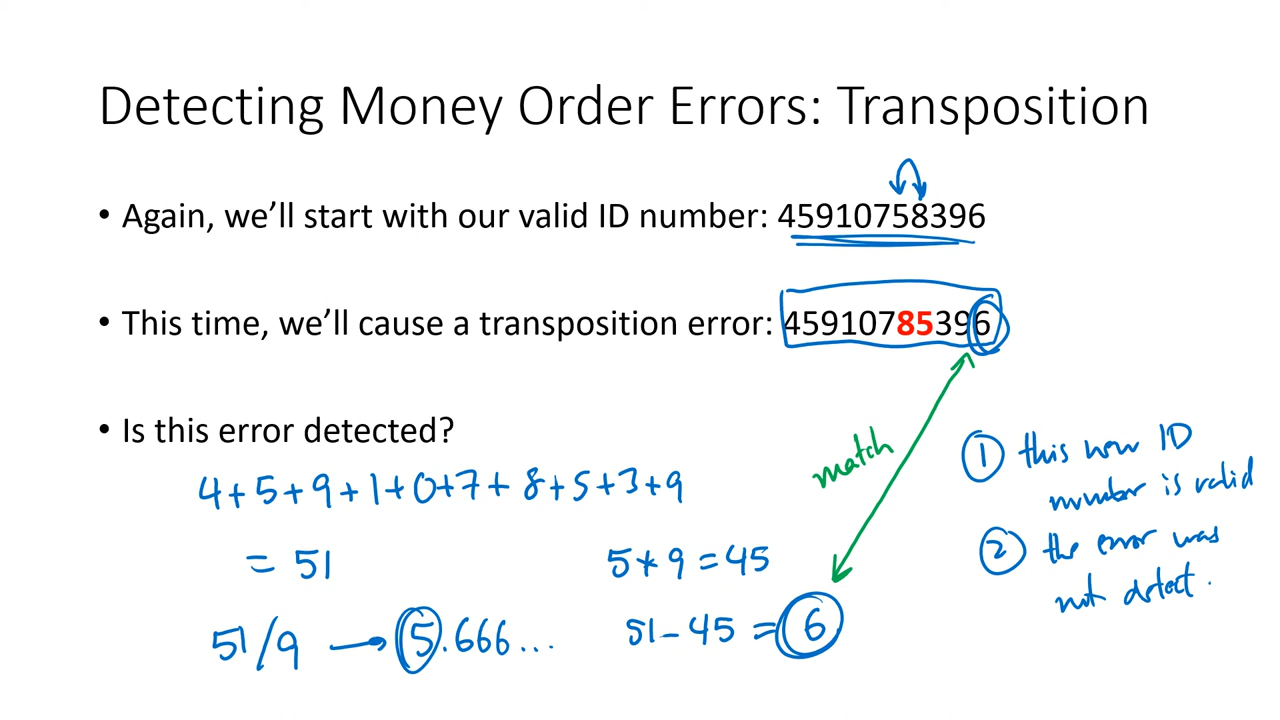 Detecting Money Order Errors: Transposition
• Again, we'll start with our valid ID number: 45910758396
• This time, we'll cause a transposition error: 45910785396
• Is this error detected?
4+5+9+1+0+7+8+5+3+9
= 51
51/9 → 5.666...
5*9=45
51-45 = 6
match
① this new ID
number is valid
② the error was
not detect.